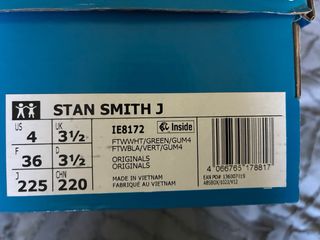 STAN SMITH J
US UK
4 3½
F D
36 3½
J CHN
225 220
IE8172 Inside
FTWWHT/GREEN/GUM4
FTWBLA/VERT/GUM4
ORIGINALS
ORIGINALS
MADE IN VIETNAM
FABRIQUÉ AU VIETNAM
4 066765 178817